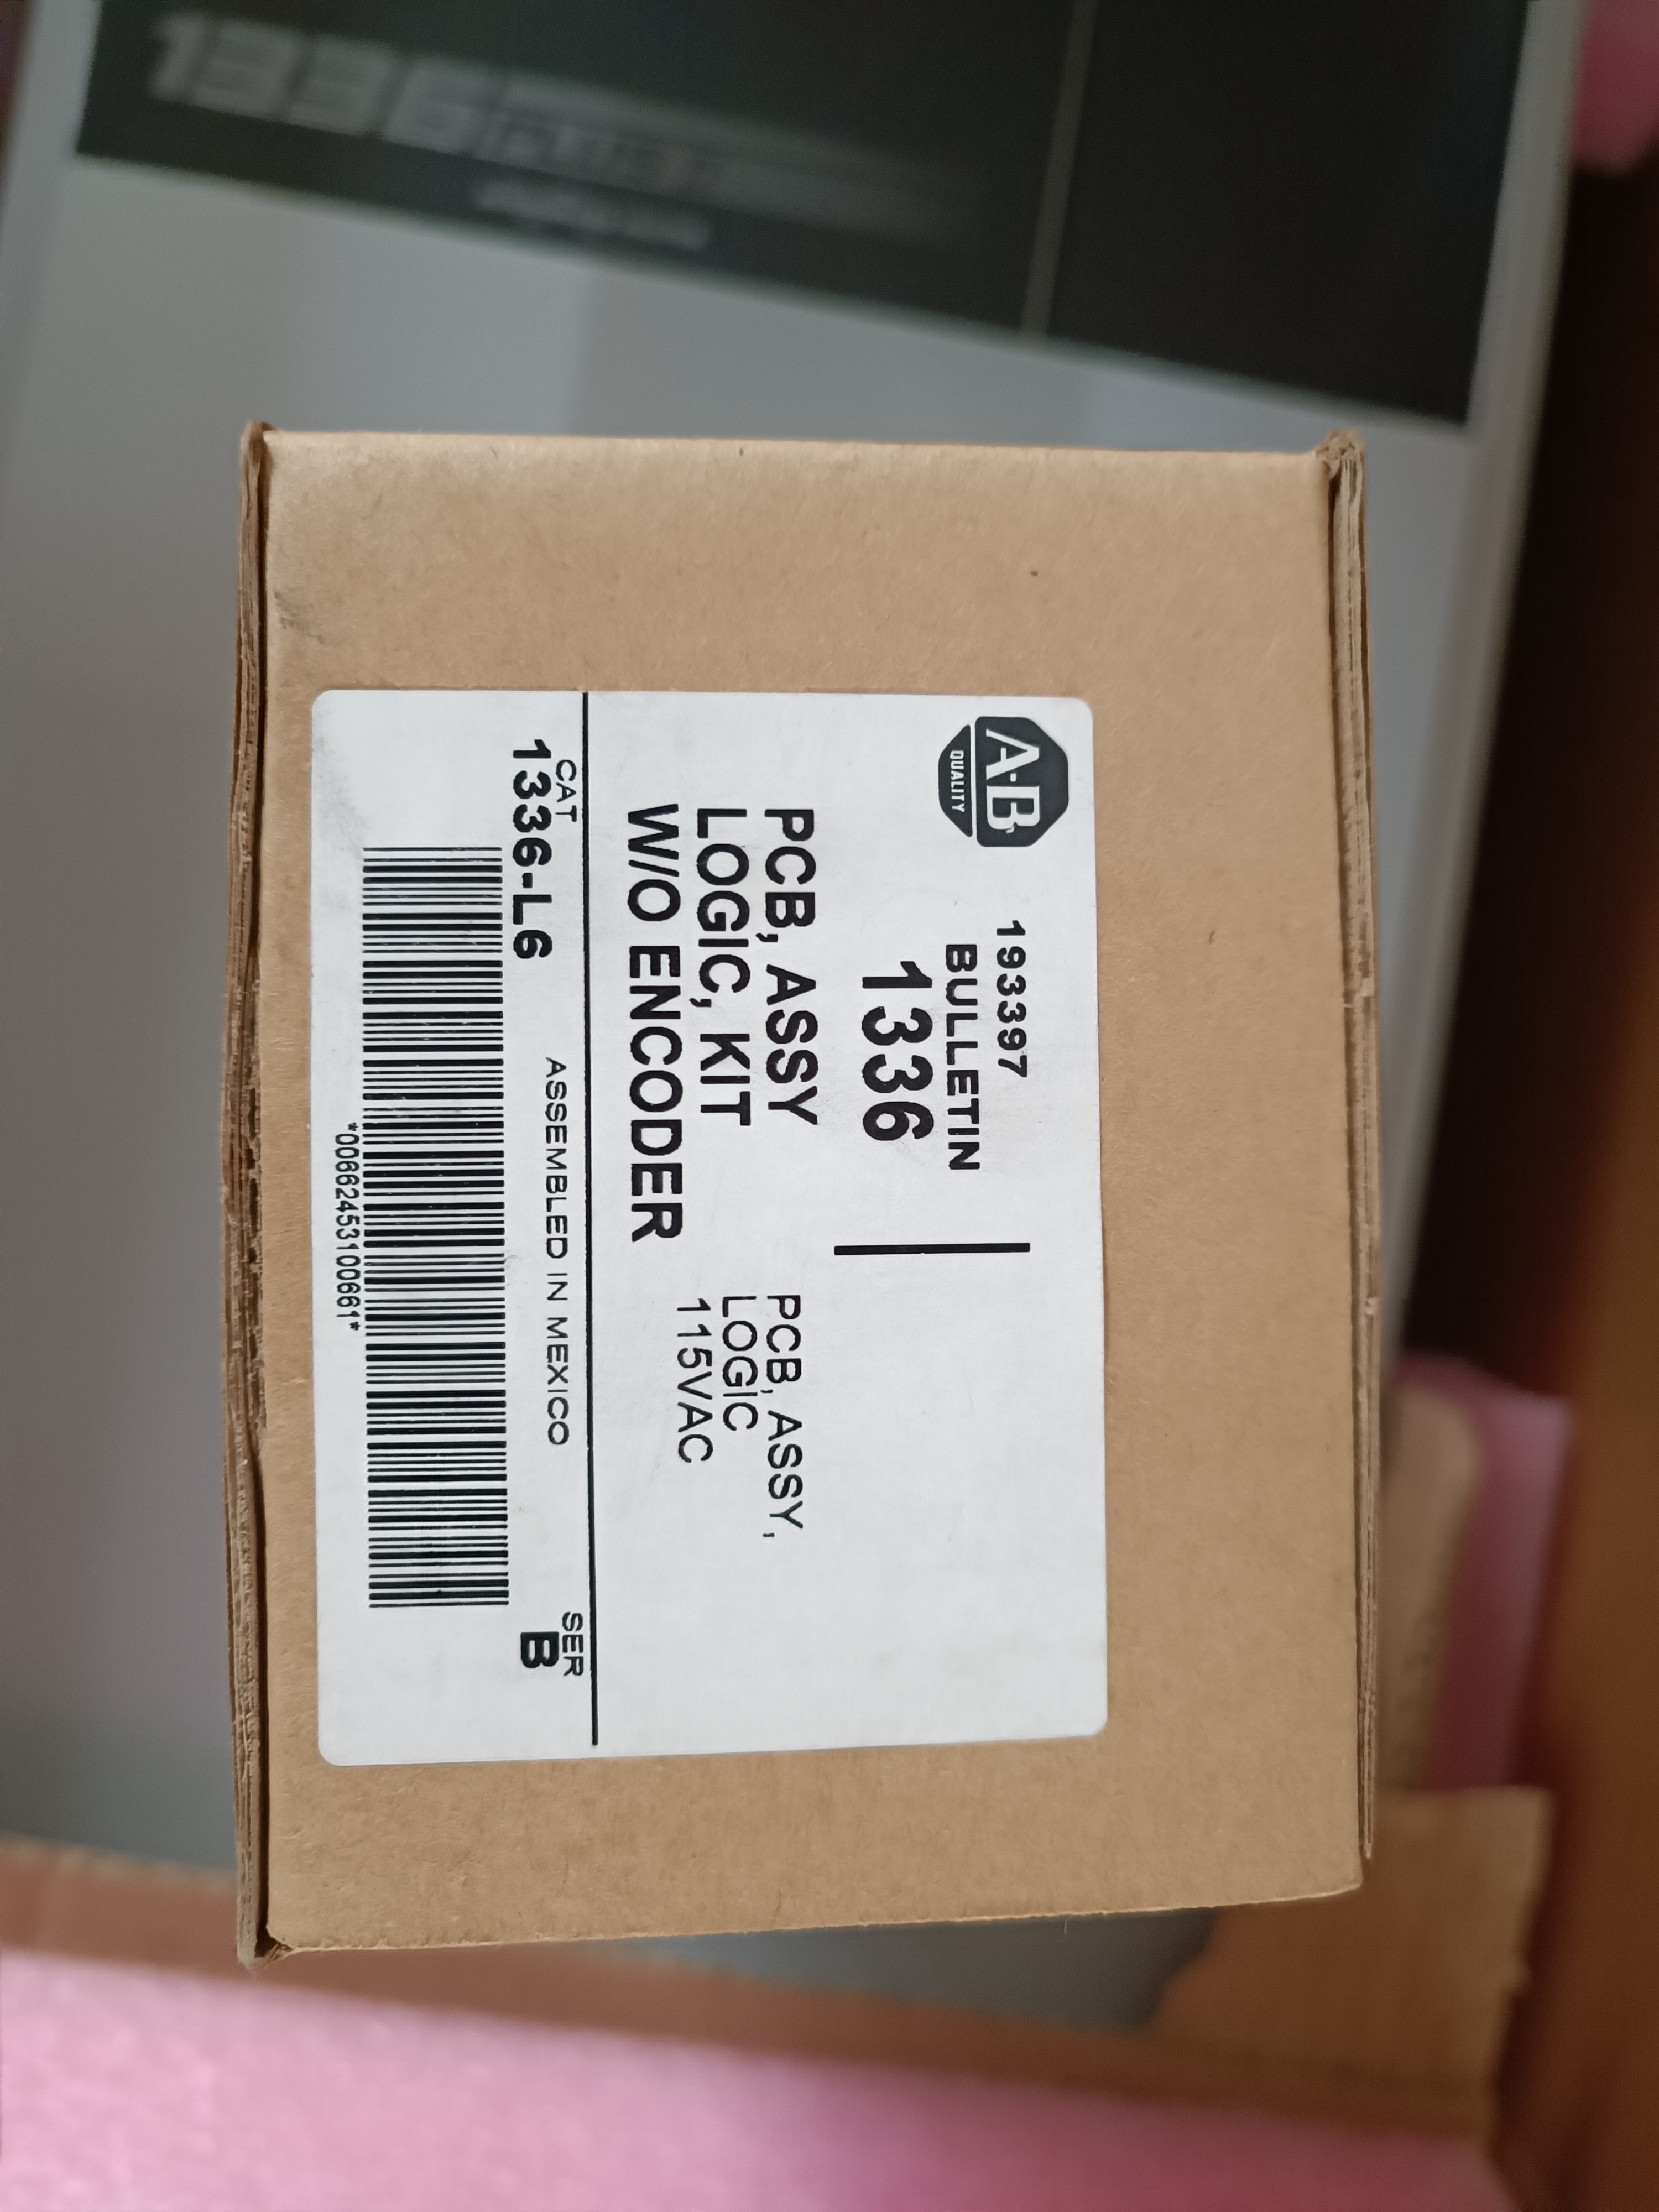 1336
A-B
QUALITY
193397
BULLETIN
1336
PCB, ASSY
LOGIC, KIT
W/O ENCODER
PCB, ASSY,
LOGIC
115VAC
CAT
1336-L6
ASSEMBLED IN MEXICO
SER
B
*00662453100661*